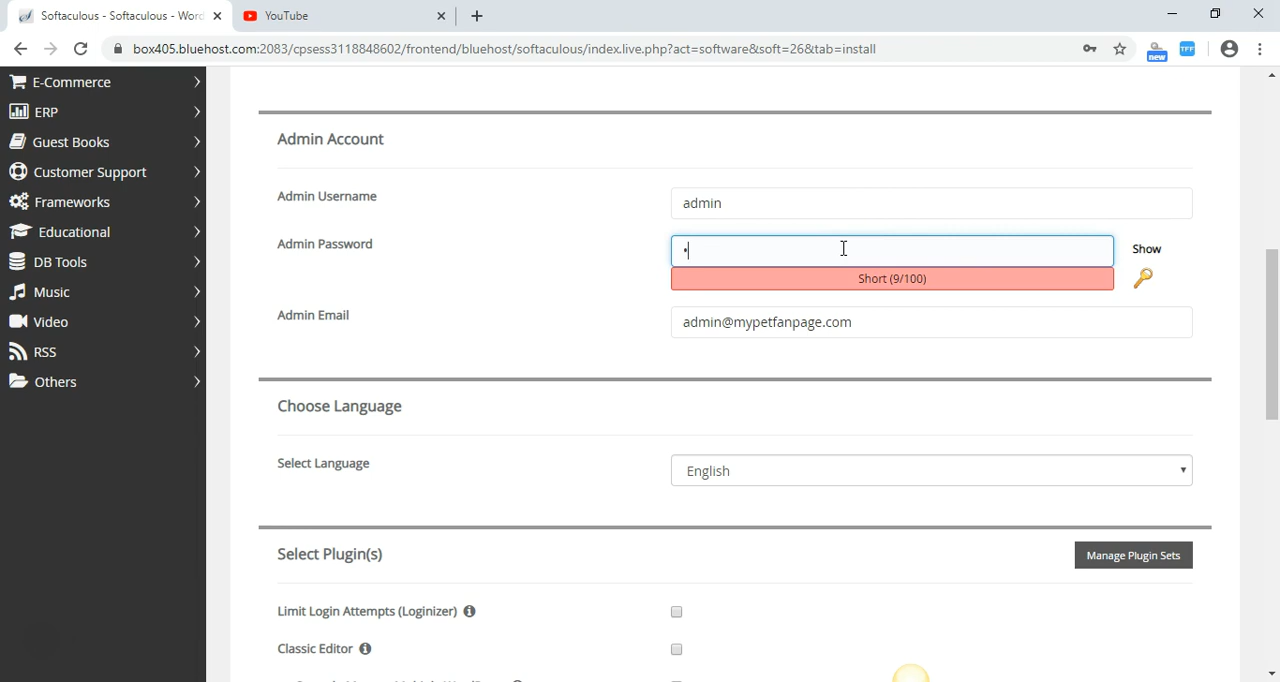 Softaculous - Softaculous - Word
YouTube
box405.bluehost.com:2083/cpsess3118848602/frontend/bluehost/softaculous/index.live.php?act=software&soft=26&tab=install
new
TFF
E-Commerce
ERP
Guest Books
Customer Support
Frameworks
Educational
DB Tools
Music
Video
RSS
Others
Admin Account
Admin Username
admin
Admin Password
Show
Short (9/100)
Admin Email
admin@mypetfanpage.com
Choose Language
Select Language
English
Select Plugin(s)
Manage Plugin Sets
Limit Login Attempts (Loginizer)
Classic Editor